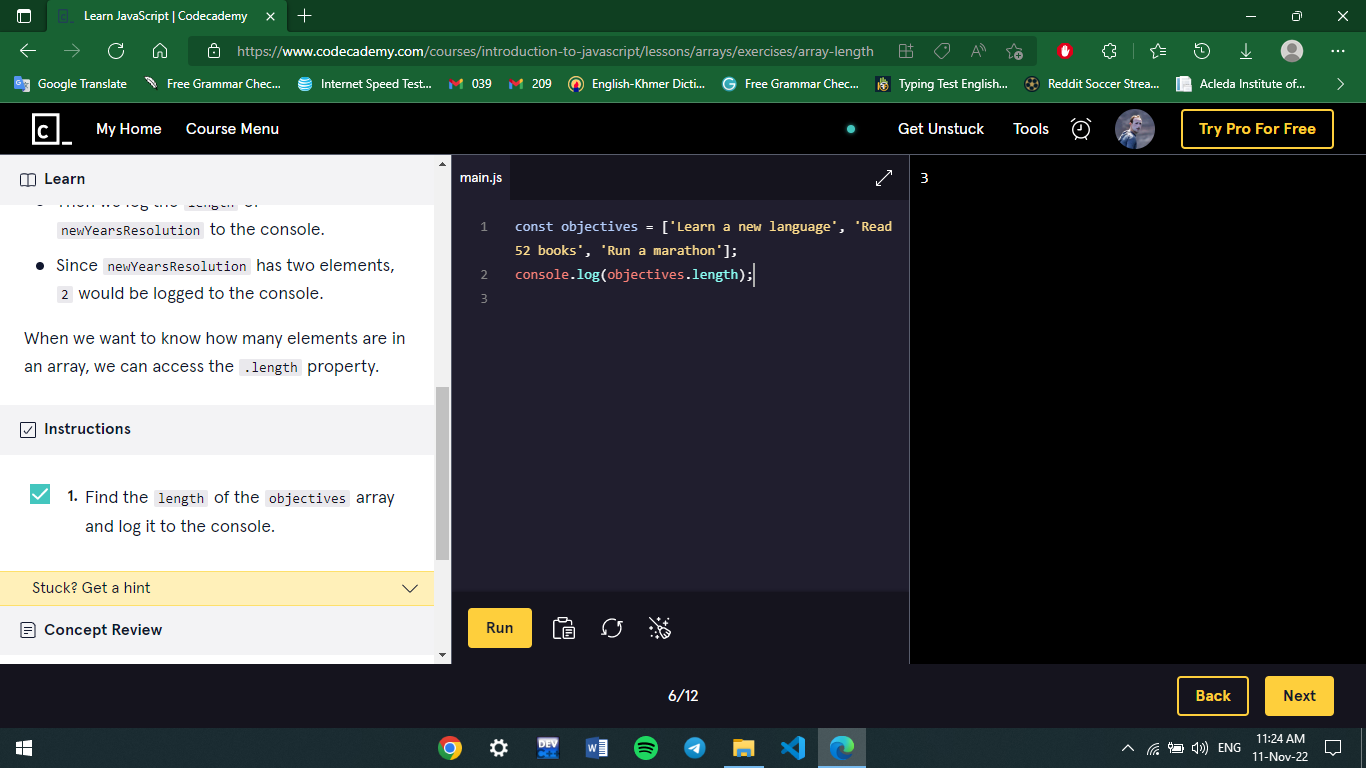 Learn JavaScript | Codecademy
https://www.codecademy.com/courses/introduction-to-javascript/lessons/arrays/exercises/array-length
Google Translate
Free Grammar Chec...
Internet Speed Test...
039
209
English-Khmer Dicti...
Free Grammar Chec...
Typing Test English...
Reddit Soccer Strea...
Acleda Institute of...
c_
My Home
Course Menu
Get Unstuck
Tools
Try Pro For Free
Learn
Then we log the length of
newYearsResolution to the console.
Since newYearsResolution has two elements,
2 would be logged to the console.
When we want to know how many elements are in
an array, we can access the .length property.
Instructions
1. Find the length of the objectives array
and log it to the console.
Stuck? Get a hint
Concept Review
main.js
1 const objectives = ['Learn a new language', 'Read
52 books', 'Run a marathon'];
2 console.log(objectives.length);
3
Run
3
6/12
Back
Next
DEV
ENG
11:24 AM
11-Nov-22